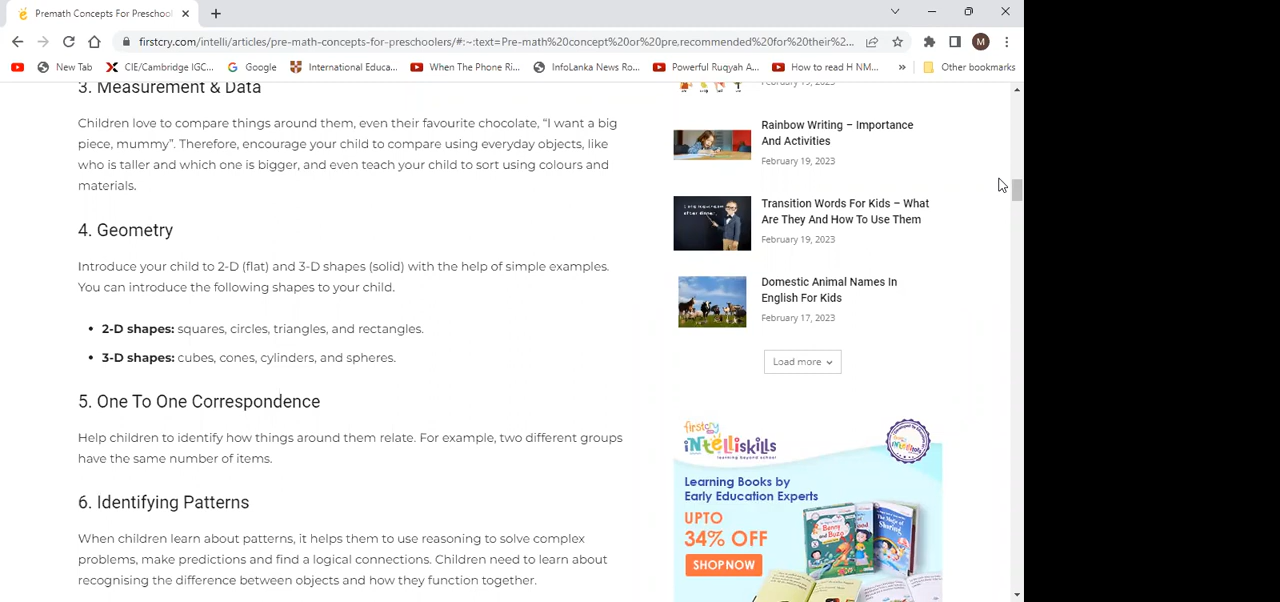 Premath Concepts For Preschool
firstcry.com/intelli/articles/pre-math-concepts-for-preschoolers/#:~:text=Pre-math%20concept%20or%20pre,recommended%20for%20their%2...
M
New Tab
CIE/Cambridge IGC...
Google
International Educa...
When The Phone Ri...
InfoLanka News Ro...
Powerful Ruqyah A...
How to read H NM...
»
Other bookmarks
3. Measurement & Data
Children love to compare things around them, even their favourite chocolate, “I want a big
piece, mummy”. Therefore, encourage your child to compare using everyday objects, like
who is taller and which one is bigger, and even teach your child to sort using colours and
materials.
4. Geometry
Introduce your child to 2-D (flat) and 3-D shapes (solid) with the help of simple examples.
You can introduce the following shapes to your child.
• 2-D shapes: squares, circles, triangles, and rectangles.
• 3-D shapes: cubes, cones, cylinders, and spheres.
5. One To One Correspondence
Help children to identify how things around them relate. For example, two different groups
have the same number of items.
6. Identifying Patterns
When children learn about patterns, it helps them to use reasoning to solve complex
problems, make predictions and find a logical connections. Children need to learn about
recognising the difference between objects and how they function together.
February 19, 2023
Rainbow Writing – Importance
And Activities
February 19, 2023
Transition Words For Kids – What
Are They And How To Use Them
February 19, 2023
Domestic Animal Names In
English For Kids
February 17, 2023
Load more
firstcry
iNtelliskills
learning beyond school
Learning Books by
Early Education Experts
UPTO
34% OFF
SHOP NOW